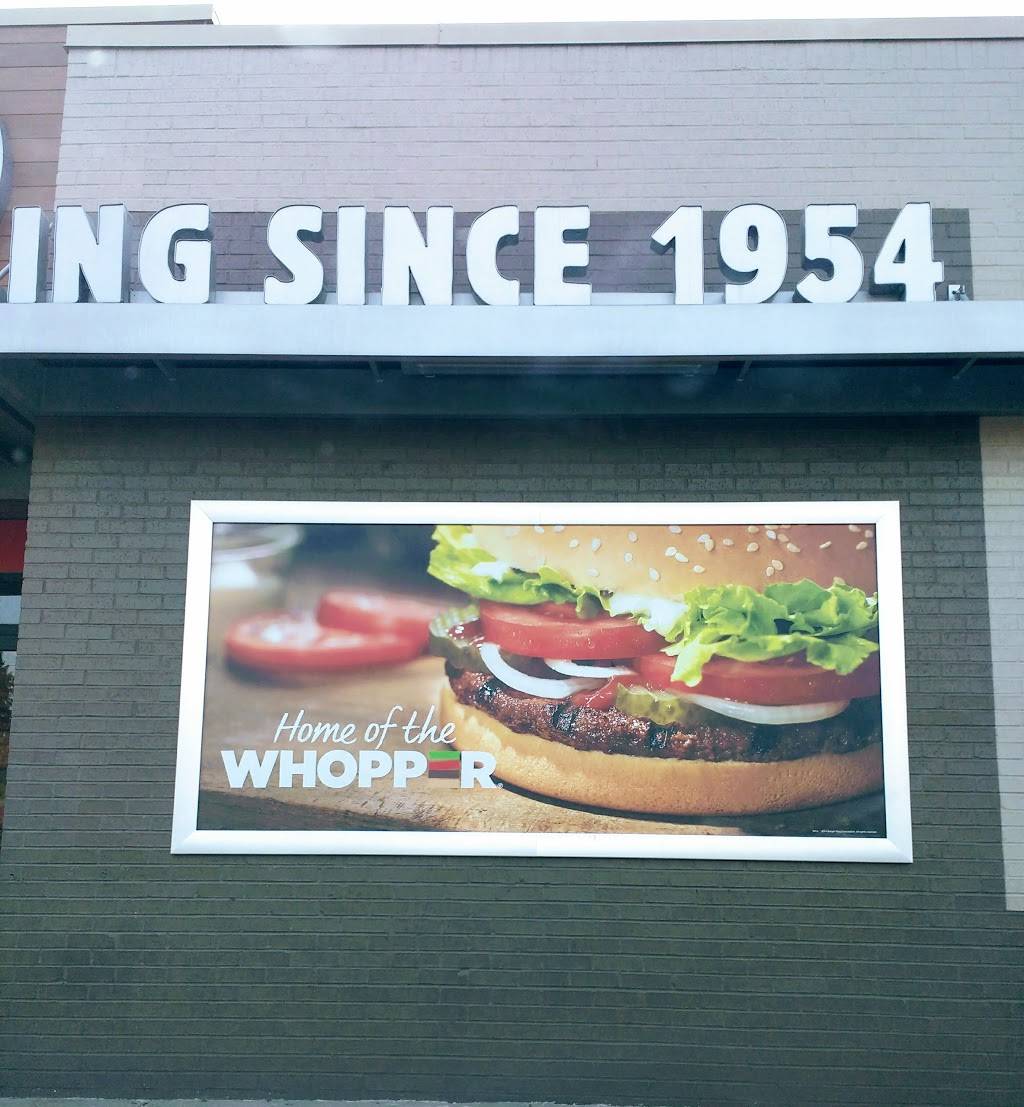 ING SINCE 1954
Home of the
WHOPPER